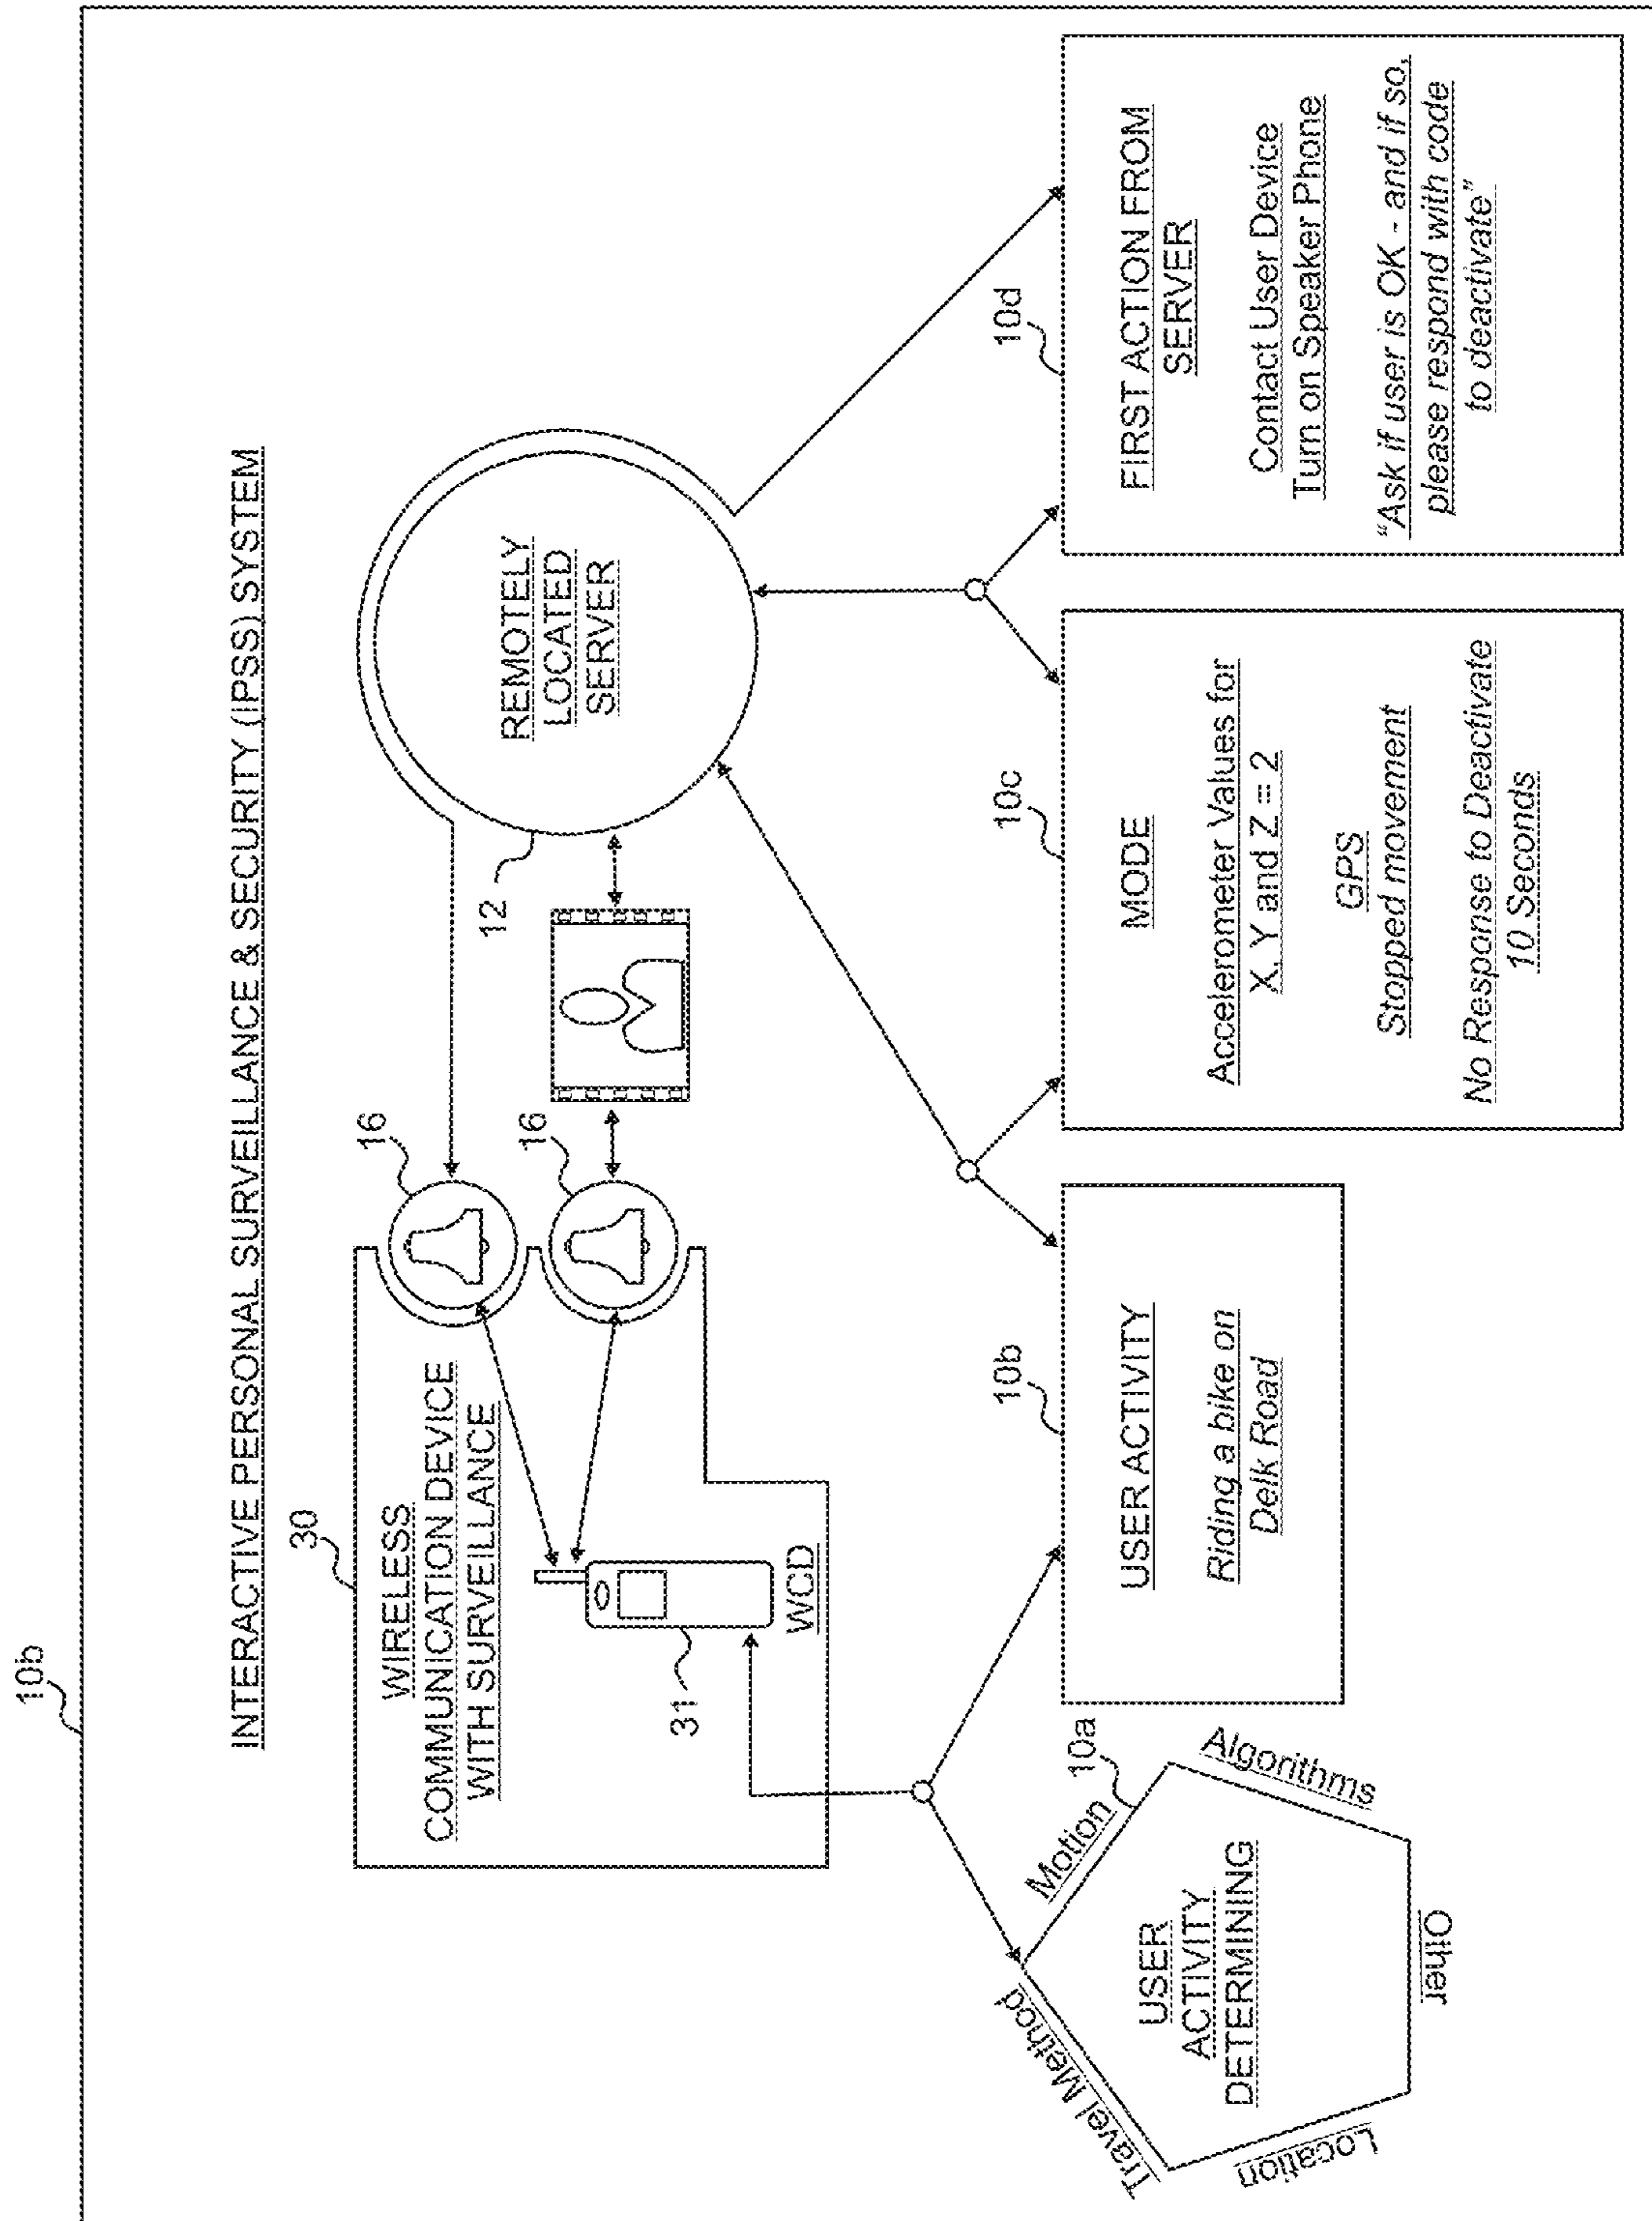 10b
INTERACTIVE PERSONAL SURVEILLANCE & SECURITY (IPSS) SYSTEM
30
WIRELESS
COMMUNICATION DEVICE
WITH SURVEILLANCE
31
WCD
16
16
12
REMOTELY
LOCATED
SERVER
Travel Method
Motion
10a
Algorithms
Other
Location
USER
ACTIVITY
DETERMINING
10b
USER ACTIVITY
Riding a bike on
Delk Road
10c
MODE
Accelerometer Values for
X, Y and Z = 2
GPS
Stopped movement
No Response to Deactivate
10 Seconds
10d
FIRST ACTION FROM
SERVER
Contact User Device
Turn on Speaker Phone
“Ask if user is OK - and if so,
please respond with code
to deactivate”